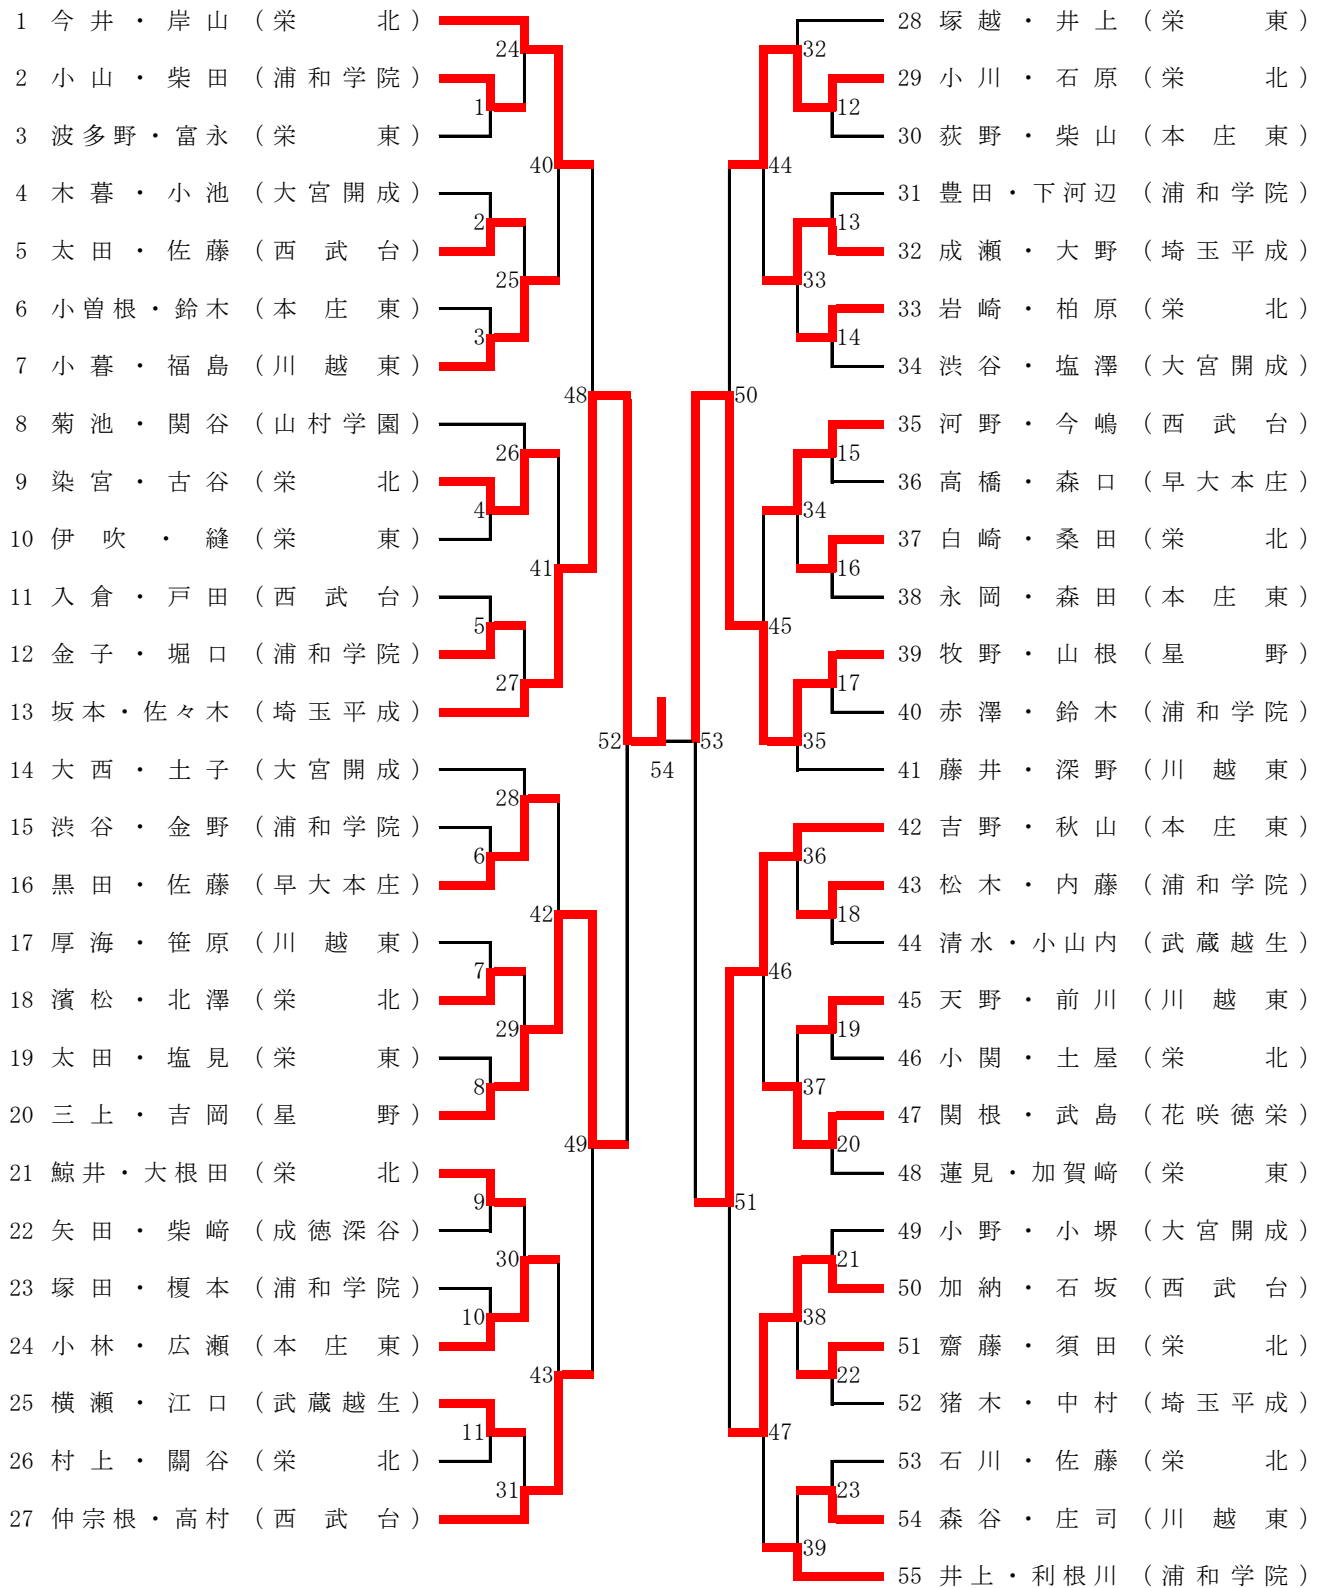 1 今井・岸山（栄北）
2 小山・柴田（浦和学院）
3 波多野・富永（栄東）
4 木暮・小池（大宮開成）
5 太田・佐藤（西武台）
6 小曽根・鈴木（本庄東）
7 小暮・福島（川越東）
8 菊池・関谷（山村学園）
9 染宮・古谷（栄北）
10 伊吹・縫（栄東）
11 入倉・戸田（西武台）
12 金子・堀口（浦和学院）
13 坂本・佐々木（埼玉平成）
14 大西・土子（大宮開成）
15 渋谷・金野（浦和学院）
16 黒田・佐藤（早大本庄）
17 厚海・笹原（川越東）
18 濱松・北澤（栄北）
19 太田・塩見（栄東）
20 三上・吉岡（星野）
21 鯨井・大根田（栄北）
22 矢田・柴﨑（成徳深谷）
23 塚田・榎本（浦和学院）
24 小林・広瀬（本庄東）
25 横瀬・江口（武蔵越生）
26 村上・關谷（栄北）
27 仲宗根・高村（西武台）
24
1
40
2
25
3
48
26
4
41
5
27
52
28
6
42
7
29
8
49
9
30
10
43
11
31
54
53
32
12
44
13
33
14
50
15
34
16
45
17
35
36
18
46
19
37
20
51
21
38
22
47
23
39
28 塚越・井上（栄東）
29 小川・石原（栄北）
30 荻野・柴山（本庄東）
31 豊田・下河辺（浦和学院）
32 成瀬・大野（埼玉平成）
33 岩崎・柏原（栄北）
34 渋谷・塩澤（大宮開成）
35 河野・今嶋（西武台）
36 高橋・森口（早大本庄）
37 白崎・桑田（栄北）
38 永岡・森田（本庄東）
39 牧野・山根（星野）
40 赤澤・鈴木（浦和学院）
41 藤井・深野（川越東）
42 吉野・秋山（本庄東）
43 松木・内藤（浦和学院）
44 清水・小山内（武蔵越生）
45 天野・前川（川越東）
46 小関・土屋（栄北）
47 関根・武島（花咲徳栄）
48 蓮見・加賀﨑（栄東）
49 小野・小堺（大宮開成）
50 加納・石坂（西武台）
51 齋藤・須田（栄北）
52 猪木・中村（埼玉平成）
53 石川・佐藤（栄北）
54 森谷・庄司（川越東）
55 井上・利根川（浦和学院）